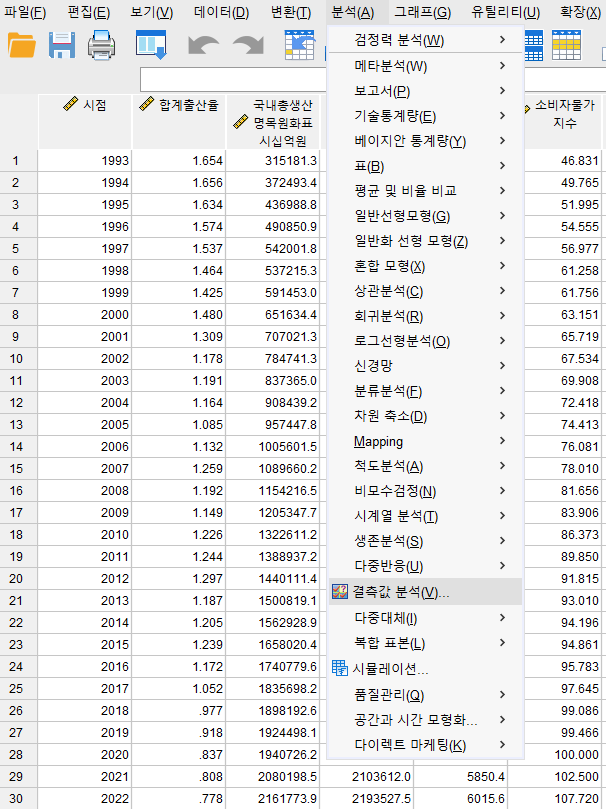 파일(F) 편집(E) 보기(V) 데이터(D) 변환(T) 분석(A) 그래프(G) 유틸리티(U) 확장(X)
검정력 분석(W)
메타분석(W)
보고서(P)
기술통계량(E)
베이지안 통계량(Y)
표(B)
평균 및 비율 비교
일반선형모형(G)
일반화 선형 모형(Z)
혼합 모형(X)
상관분석(C)
회귀분석(R)
로그선형분석(O)
신경망
분류분석(F)
차원 축소(D)
Mapping
척도분석(A)
비모수검정(N)
시계열 분석(T)
생존분석(S)
다중반응(U)
결측값 분석(V)...
다중대체(I)
복합 표본(L)
시뮬레이션...
품질관리(Q)
공간과 시간 모형화...
다이렉트 마케팅(K)
시점 합계출산율 국내총생산 소비자물가
명목원화표 지수
시십억원
1 1993 1.654 315181.3 46.831
2 1994 1.656 372493.4 49.765
3 1995 1.634 436988.8 51.995
4 1996 1.574 490850.9 54.555
5 1997 1.537 542001.8 56.977
6 1998 1.464 537215.3 61.258
7 1999 1.425 591453.0 61.756
8 2000 1.480 651634.4 63.151
9 2001 1.309 707021.3 65.719
10 2002 1.178 784741.3 67.534
11 2003 1.191 837365.0 69.908
12 2004 1.164 908439.2 72.418
13 2005 1.085 957447.8 74.413
14 2006 1.132 1005601.5 76.081
15 2007 1.259 1089660.2 78.010
16 2008 1.192 1154216.5 81.656
17 2009 1.149 1205347.7 83.906
18 2010 1.226 1322611.2 86.373
19 2011 1.244 1388937.2 89.850
20 2012 1.297 1440111.4 91.815
21 2013 1.187 1500819.1 93.010
22 2014 1.205 1562928.9 94.196
23 2015 1.239 1658020.4 94.861
24 2016 1.172 1740779.6 95.783
25 2017 1.052 1835698.2 97.645
26 2018 .977 1898192.6 99.086
27 2019 .918 1924498.1 99.466
28 2020 .837 1940726.2 100.000
29 2021 .808 2080198.5 2103612.0 5850.4 102.500
30 2022 .778 2161773.9 2193527.5 6015.6 107.720